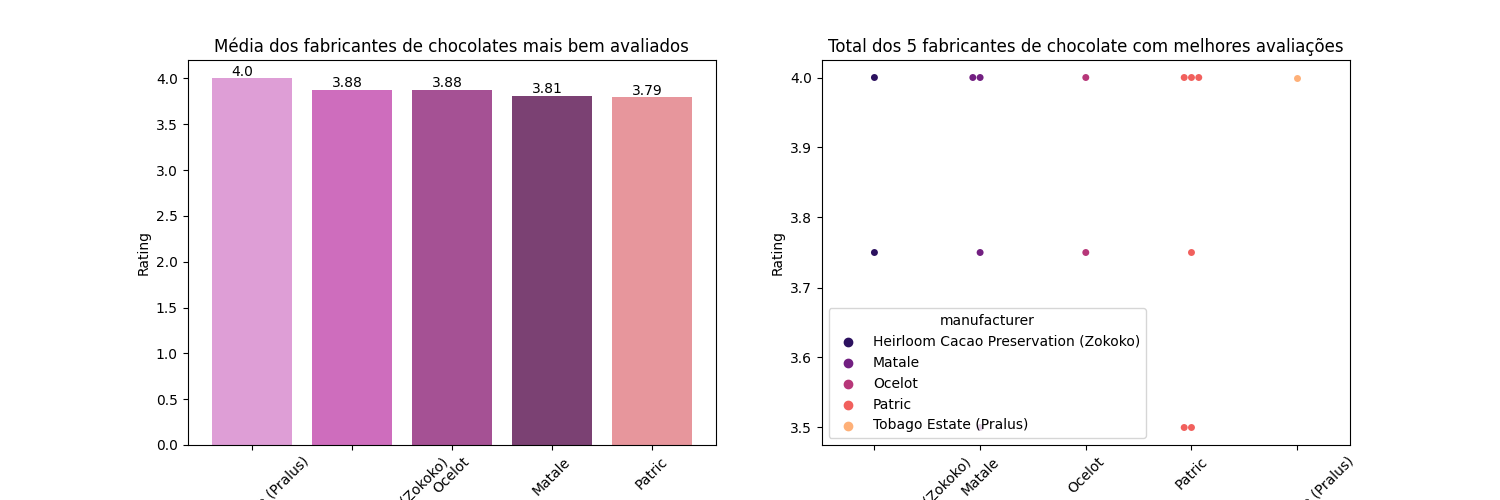 Média dos fabricantes de chocolates mais bem avaliados
4.0
3.88
3.88
3.81
3.79
4.0
3.5
3.0
2.5
2.0
1.5
1.0
0.5
0.0
Rating
(Pralus)
(Zokoko)
Ocelot
Matale
Patric
Total dos 5 fabricantes de chocolate com melhores avaliações
4.0
3.9
3.8
3.7
3.6
3.5
Rating
manufacturer
Heirloom Cacao Preservation (Zokoko)
Matale
Ocelot
Patric
Tobago Estate (Pralus)
(Zokoko)
Matale
Ocelot
Patric
(Pralus)